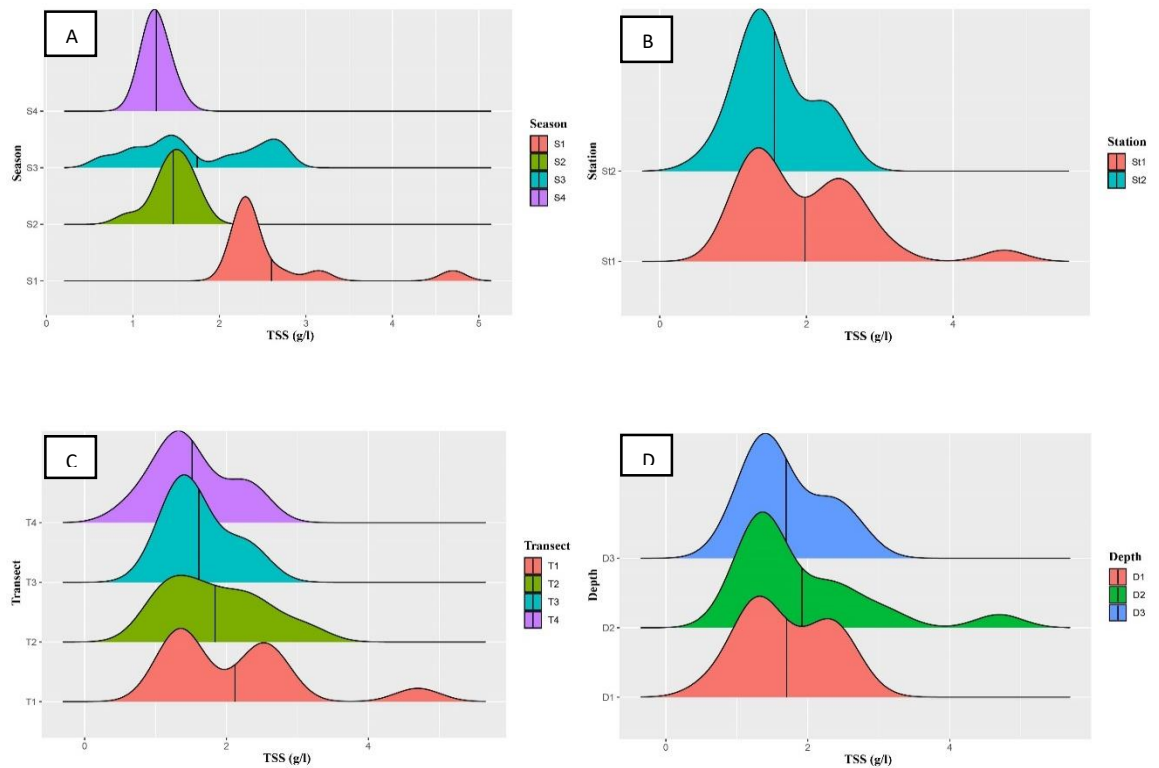 A
S4
S3
S2
S1
Season
0 1 2 3 4 5
TSS (g/l)
Season
S1
S2
S3
S4
B
St2
St1
Station
0 2 4
TSS (g/l)
Station
St1
St2
C
T4
T3
T2
T1
Transect
0 2 4
TSS (g/l)
Transect
T1
T2
T3
T4
D
D3
D2
D1
Depth
0 2 4
TSS (g/l)
Depth
D1
D2
D3